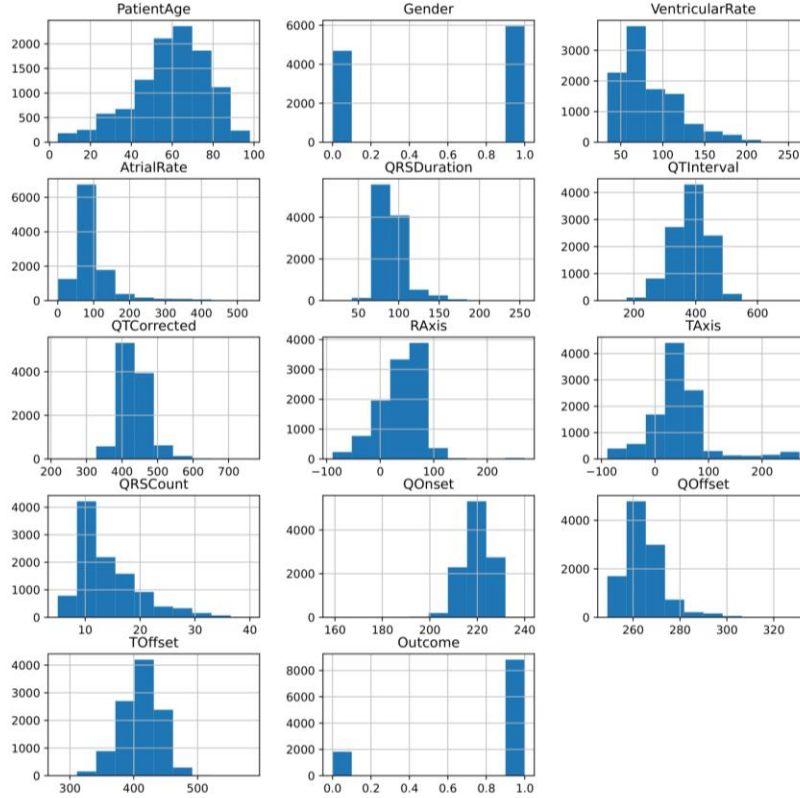 PatientAge
2000
1500
1000
500
0
0 20 40 60 80 100
Gender
6000
4000
2000
0
0.0 0.2 0.4 0.6 0.8 1.0
VentricularRate
3000
2000
1000
0
50 100 150 200 250
AtrialRate
6000
4000
2000
0
0 100 200 300 400 500
QRSDuration
4000
2000
0
50 100 150 200 250
QTInterval
4000
3000
2000
1000
0
200 400 600
QTCorrected
4000
2000
0
200 300 400 500 600 700
RAxis
4000
3000
2000
1000
0
−100 0 100 200
TAxis
4000
3000
2000
1000
0
−100 0 100 200
QRSCount
4000
3000
2000
1000
0
10 20 30 40
QOnset
4000
2000
0
160 180 200 220 240
QOffset
4000
2000
0
260 280 300 320
TOffset
4000
3000
2000
1000
0
300 400 500
Outcome
8000
6000
4000
2000
0
0.0 0.2 0.4 0.6 0.8 1.0